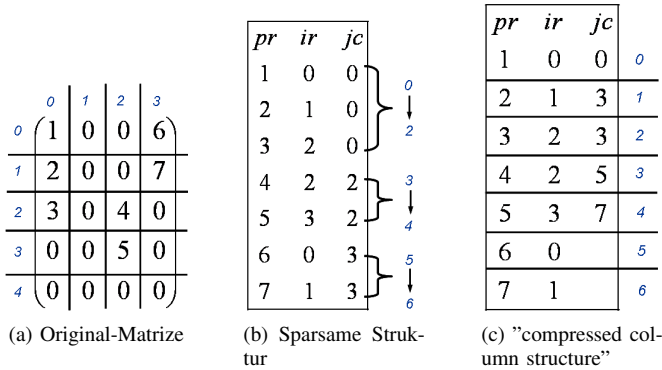 0 1 2 3
0 1 0 0 6
1 2 0 0 7
2 3 0 4 0
3 0 0 5 0
4 0 0 0 0
(a) Original-Matrize
pr ir jc
1 0 0
2 1 0
3 2 0
4 2 2
5 3 2
6 0 3
7 1 3
0
2
3
4
5
6
(b) Sparsame Struk-
tur
pr ir jc
1 0 0 0
2 1 3 1
3 2 3 2
4 2 5 3
5 3 7 4
6 0 5
7 1 6
(c) ”compressed col-
umn structure”